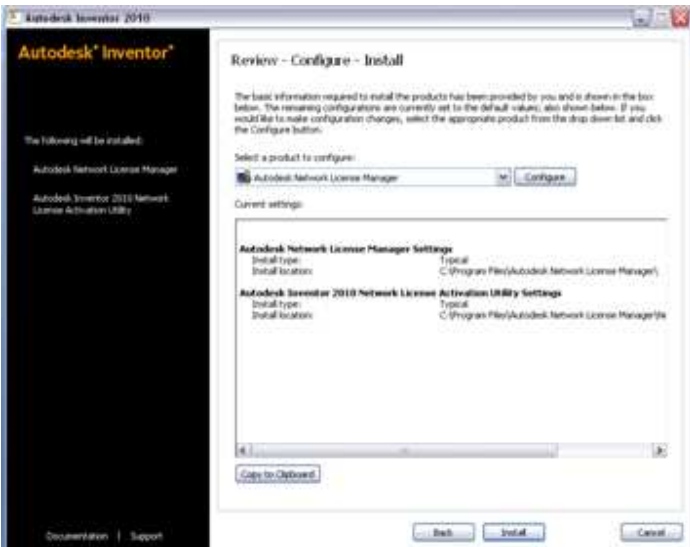 Autodesk Inventor 2010
Autodesk® Inventor®
Review - Configure - Install
The basic information required to install the products has been provided by you and is shown in the box
below. The remaining configurations are currently set to the default values, also shown below. If you
would like to make configuration changes, select the appropriate product from the drop down list and click
the Configure button.
The following will be installed:
Autodesk Network License Manager
Autodesk Inventor 2010 Network
License Activation Utility
Select a product to configure:
Autodesk Network License Manager
Configure
Current settings:
Autodesk Network License Manager Settings
Install type: Typical
Install location: C:\Program Files\Autodesk Network License Manager\
Autodesk Inventor 2010 Network License Activation Utility Settings
Install type: Typical
Install location: C:\Program Files\Autodesk Network License Manager\
Copy to Clipboard
Documentation | Support
Back
Install
Cancel